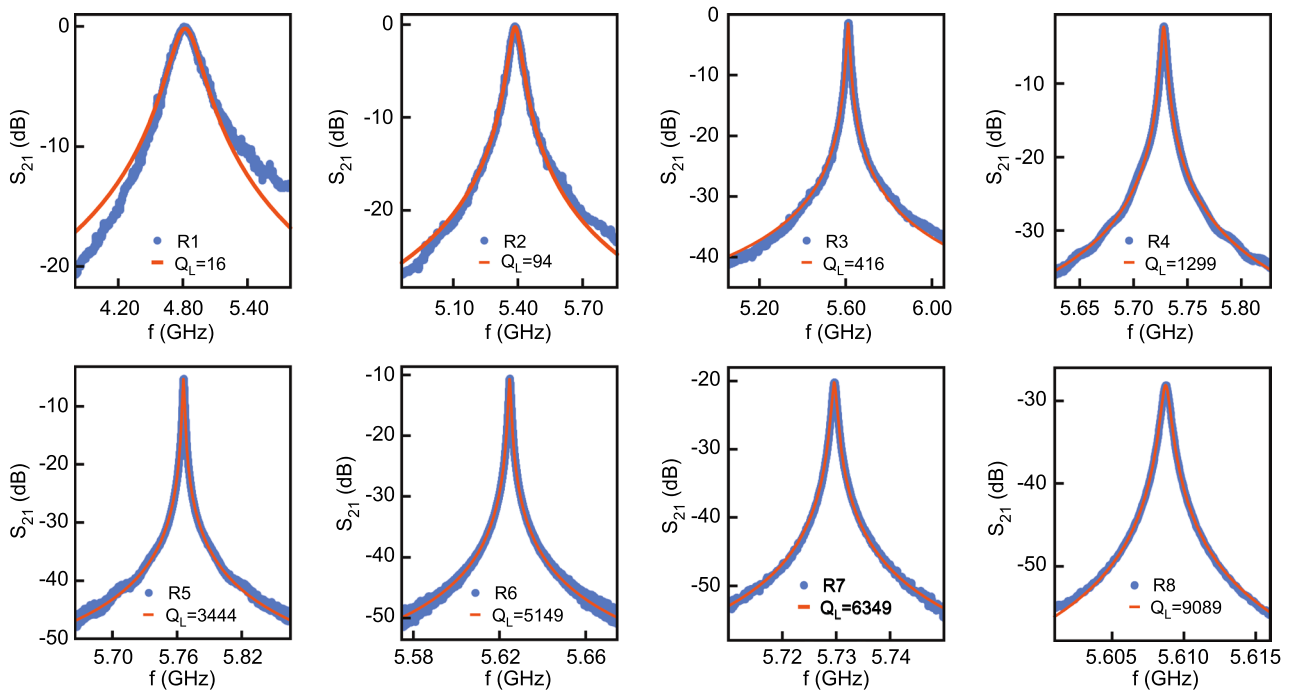 0
-10
-20
S21 (dB)
R1
QL=16
4.20 4.80 5.40
f (GHz)
0
-10
-20
S21 (dB)
R2
QL=94
5.10 5.40 5.70
f (GHz)
0
-10
-20
-30
-40
S21 (dB)
R3
QL=416
5.20 5.60 6.00
f (GHz)
-10
-20
-30
S21 (dB)
R4
QL=1299
5.65 5.70 5.75 5.80
f (GHz)
-10
-20
-30
-40
-50
S21 (dB)
R5
QL=3444
5.70 5.76 5.82
f (GHz)
-10
-20
-30
-40
-50
S21 (dB)
R6
QL=5149
5.58 5.62 5.66
f (GHz)
-20
-30
-40
-50
S21 (dB)
R7
QL=6349
5.72 5.73 5.74
f (GHz)
-30
-40
-50
S21 (dB)
R8
QL=9089
5.605 5.610 5.615
f (GHz)